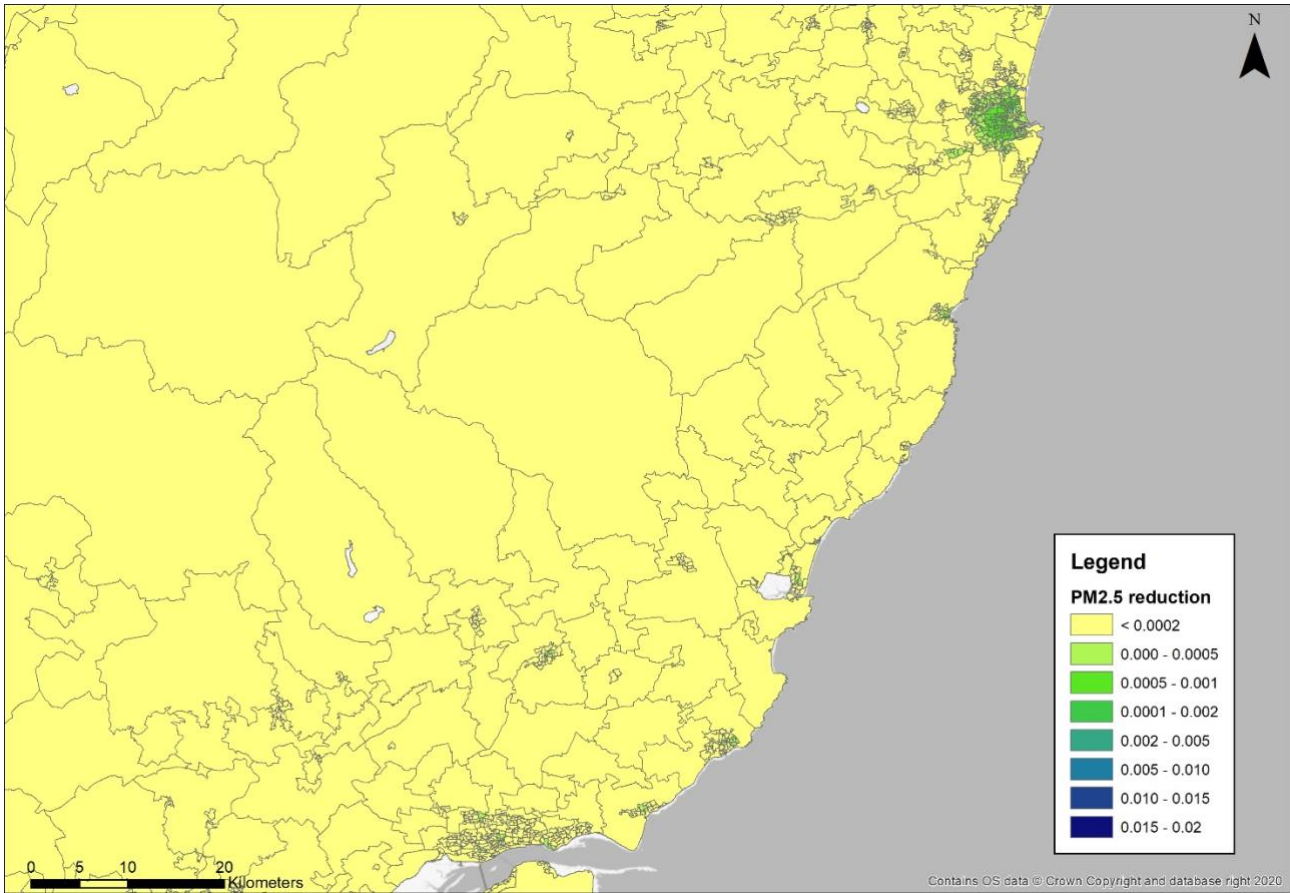 N
Legend
PM2.5 reduction
< 0.0002
0.000 - 0.0005
0.0005 - 0.001
0.0001 - 0.002
0.002 - 0.005
0.005 - 0.010
0.010 - 0.015
0.015 - 0.02
0 5 10 20
Kilometers
Contains OS data © Crown Copyright and database right 2020